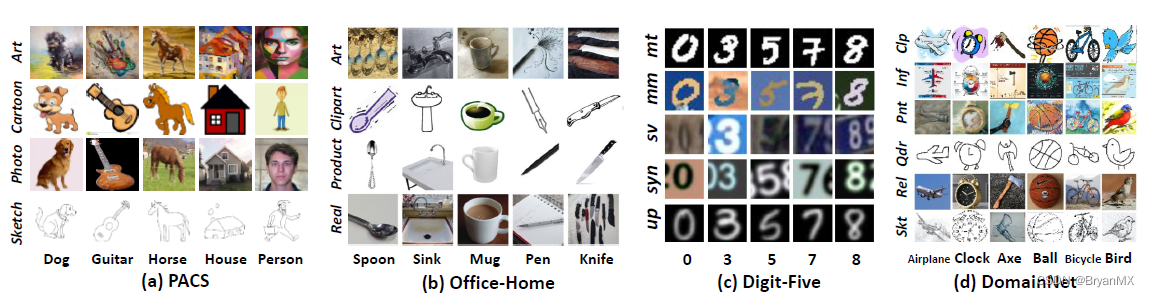 Art
Cartoon
Photo
Sketch
Dog Guitar Horse House Person
(a) PACS
Art
Clipart
Product
Real
Spoon Sink Mug Pen Knife
(b) Office-Home
mt
mm
sv
syn
up
0 3 5 7 8
(c) Digit-Five
Clp
Inf
Pnt
Qdr
Rel
Skt
Airplane Clock Axe Ball Bicycle Bird
(d) DomainNet
CSDN @BryanMX